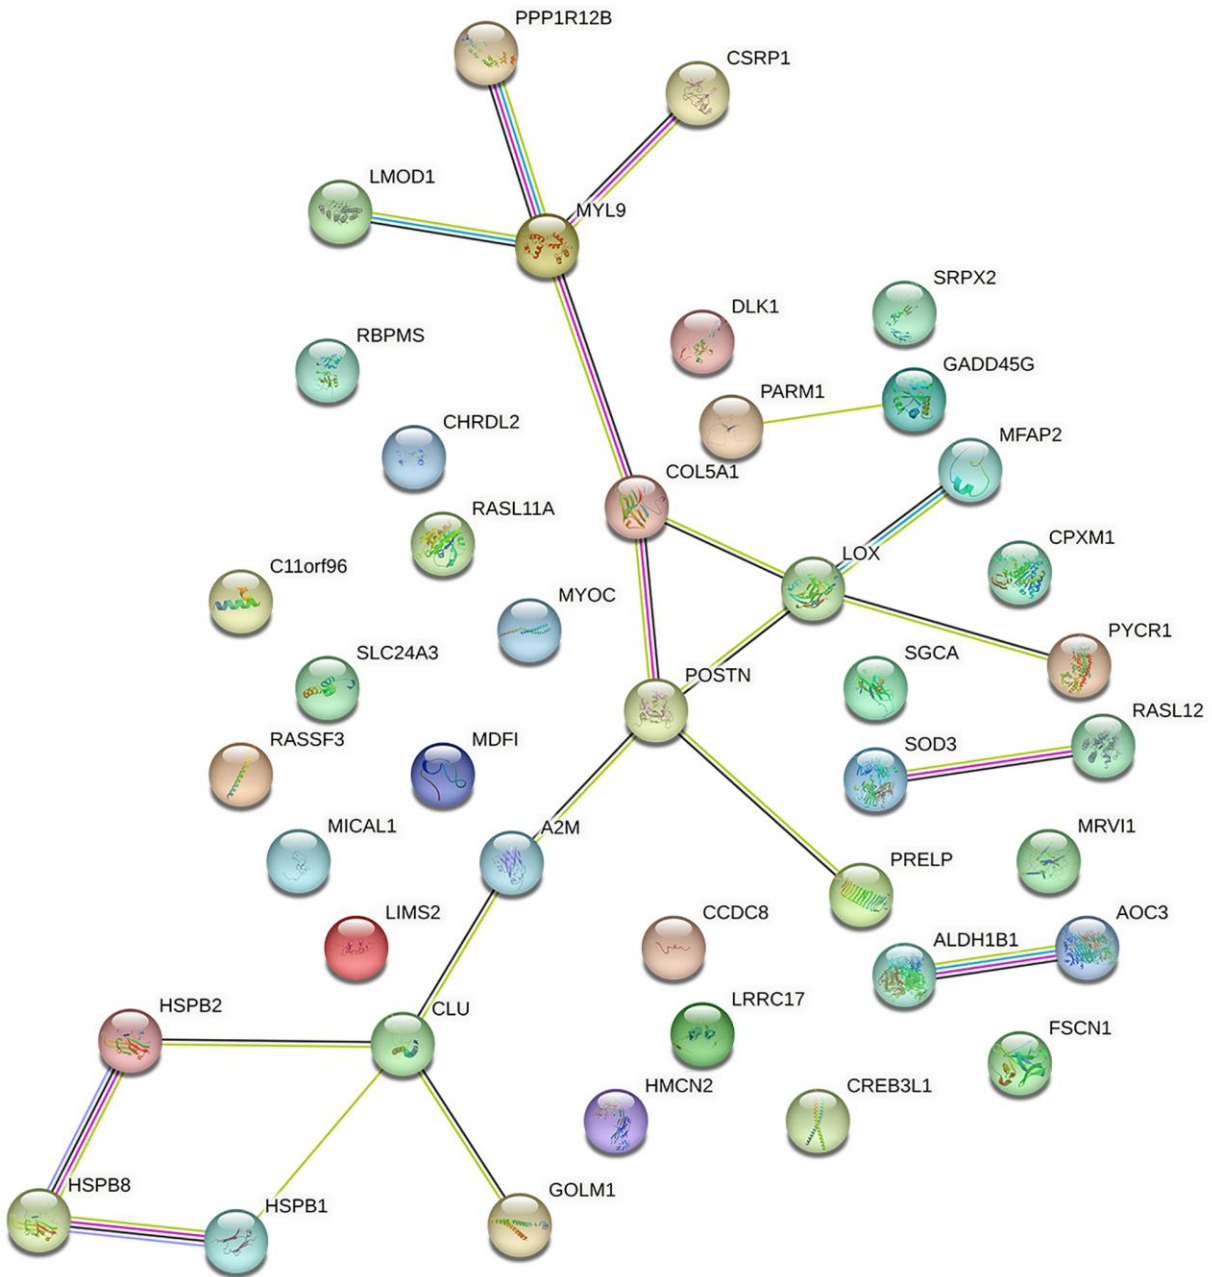 PPP1R12B
CSRP1
LMOD1
MYL9
SRPX2
DLK1
RBPMS
GADD45G
PARM1
CHRDL2
MFAP2
COL5A1
RASL11A
CPXM1
LOX
C11orf96
MYOC
PYCR1
SLC24A3
SGCA
POSTN
RASL12
RASSF3
MDFI
SOD3
MICAL1
A2M
MRVI1
PRELP
LIMS2
CCDC8
AOC3
ALDH1B1
LRRC17
HSPB2
CLU
FSCN1
HMCN2
CREB3L1
HSPB8
GOLM1
HSPB1